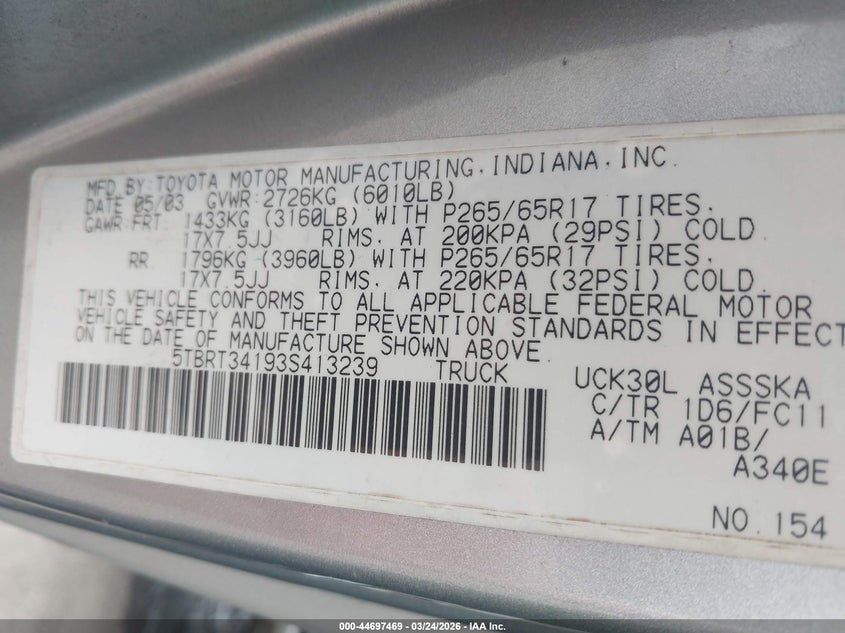 MFD.BY:TOYOTA MOTOR MANUFACTURING,INDIANA,INC.
DATE 05/03 GVWR:2726KG (6010LB)
GAWR:FRT. 1433KG (3160LB) WITH P265/65R17 TIRES.
17X7.5JJ RIMS. AT 200KPA (29PSI) COLD.
RR. 1796KG (3960LB) WITH P265/65R17 TIRES.
17X7.5JJ RIMS. AT 220KPA (32PSI) COLD.
THIS VEHICLE CONFORMS TO ALL APPLICABLE FEDERAL MOTOR
VEHICLE SAFETY AND THEFT PREVENTION STANDARDS IN EFFECT
ON THE DATE OF MANUFACTURE SHOWN ABOVE.
5TBRT34193S413239 TRUCK
UCK30L ASSSKA
C/TR 1D6/FC11
A/TM A01B/
A340E
NO.154
000-44697469 - 03/24/2026 - IAA Inc.